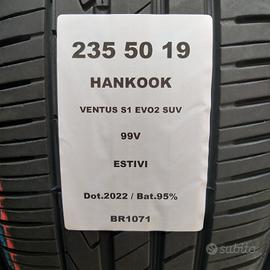 235 50 19
HANKOOK
VENTUS S1 EVO2 SUV
99V
ESTIVI
Dot.2022 / Bat.95%
BR1071
subito